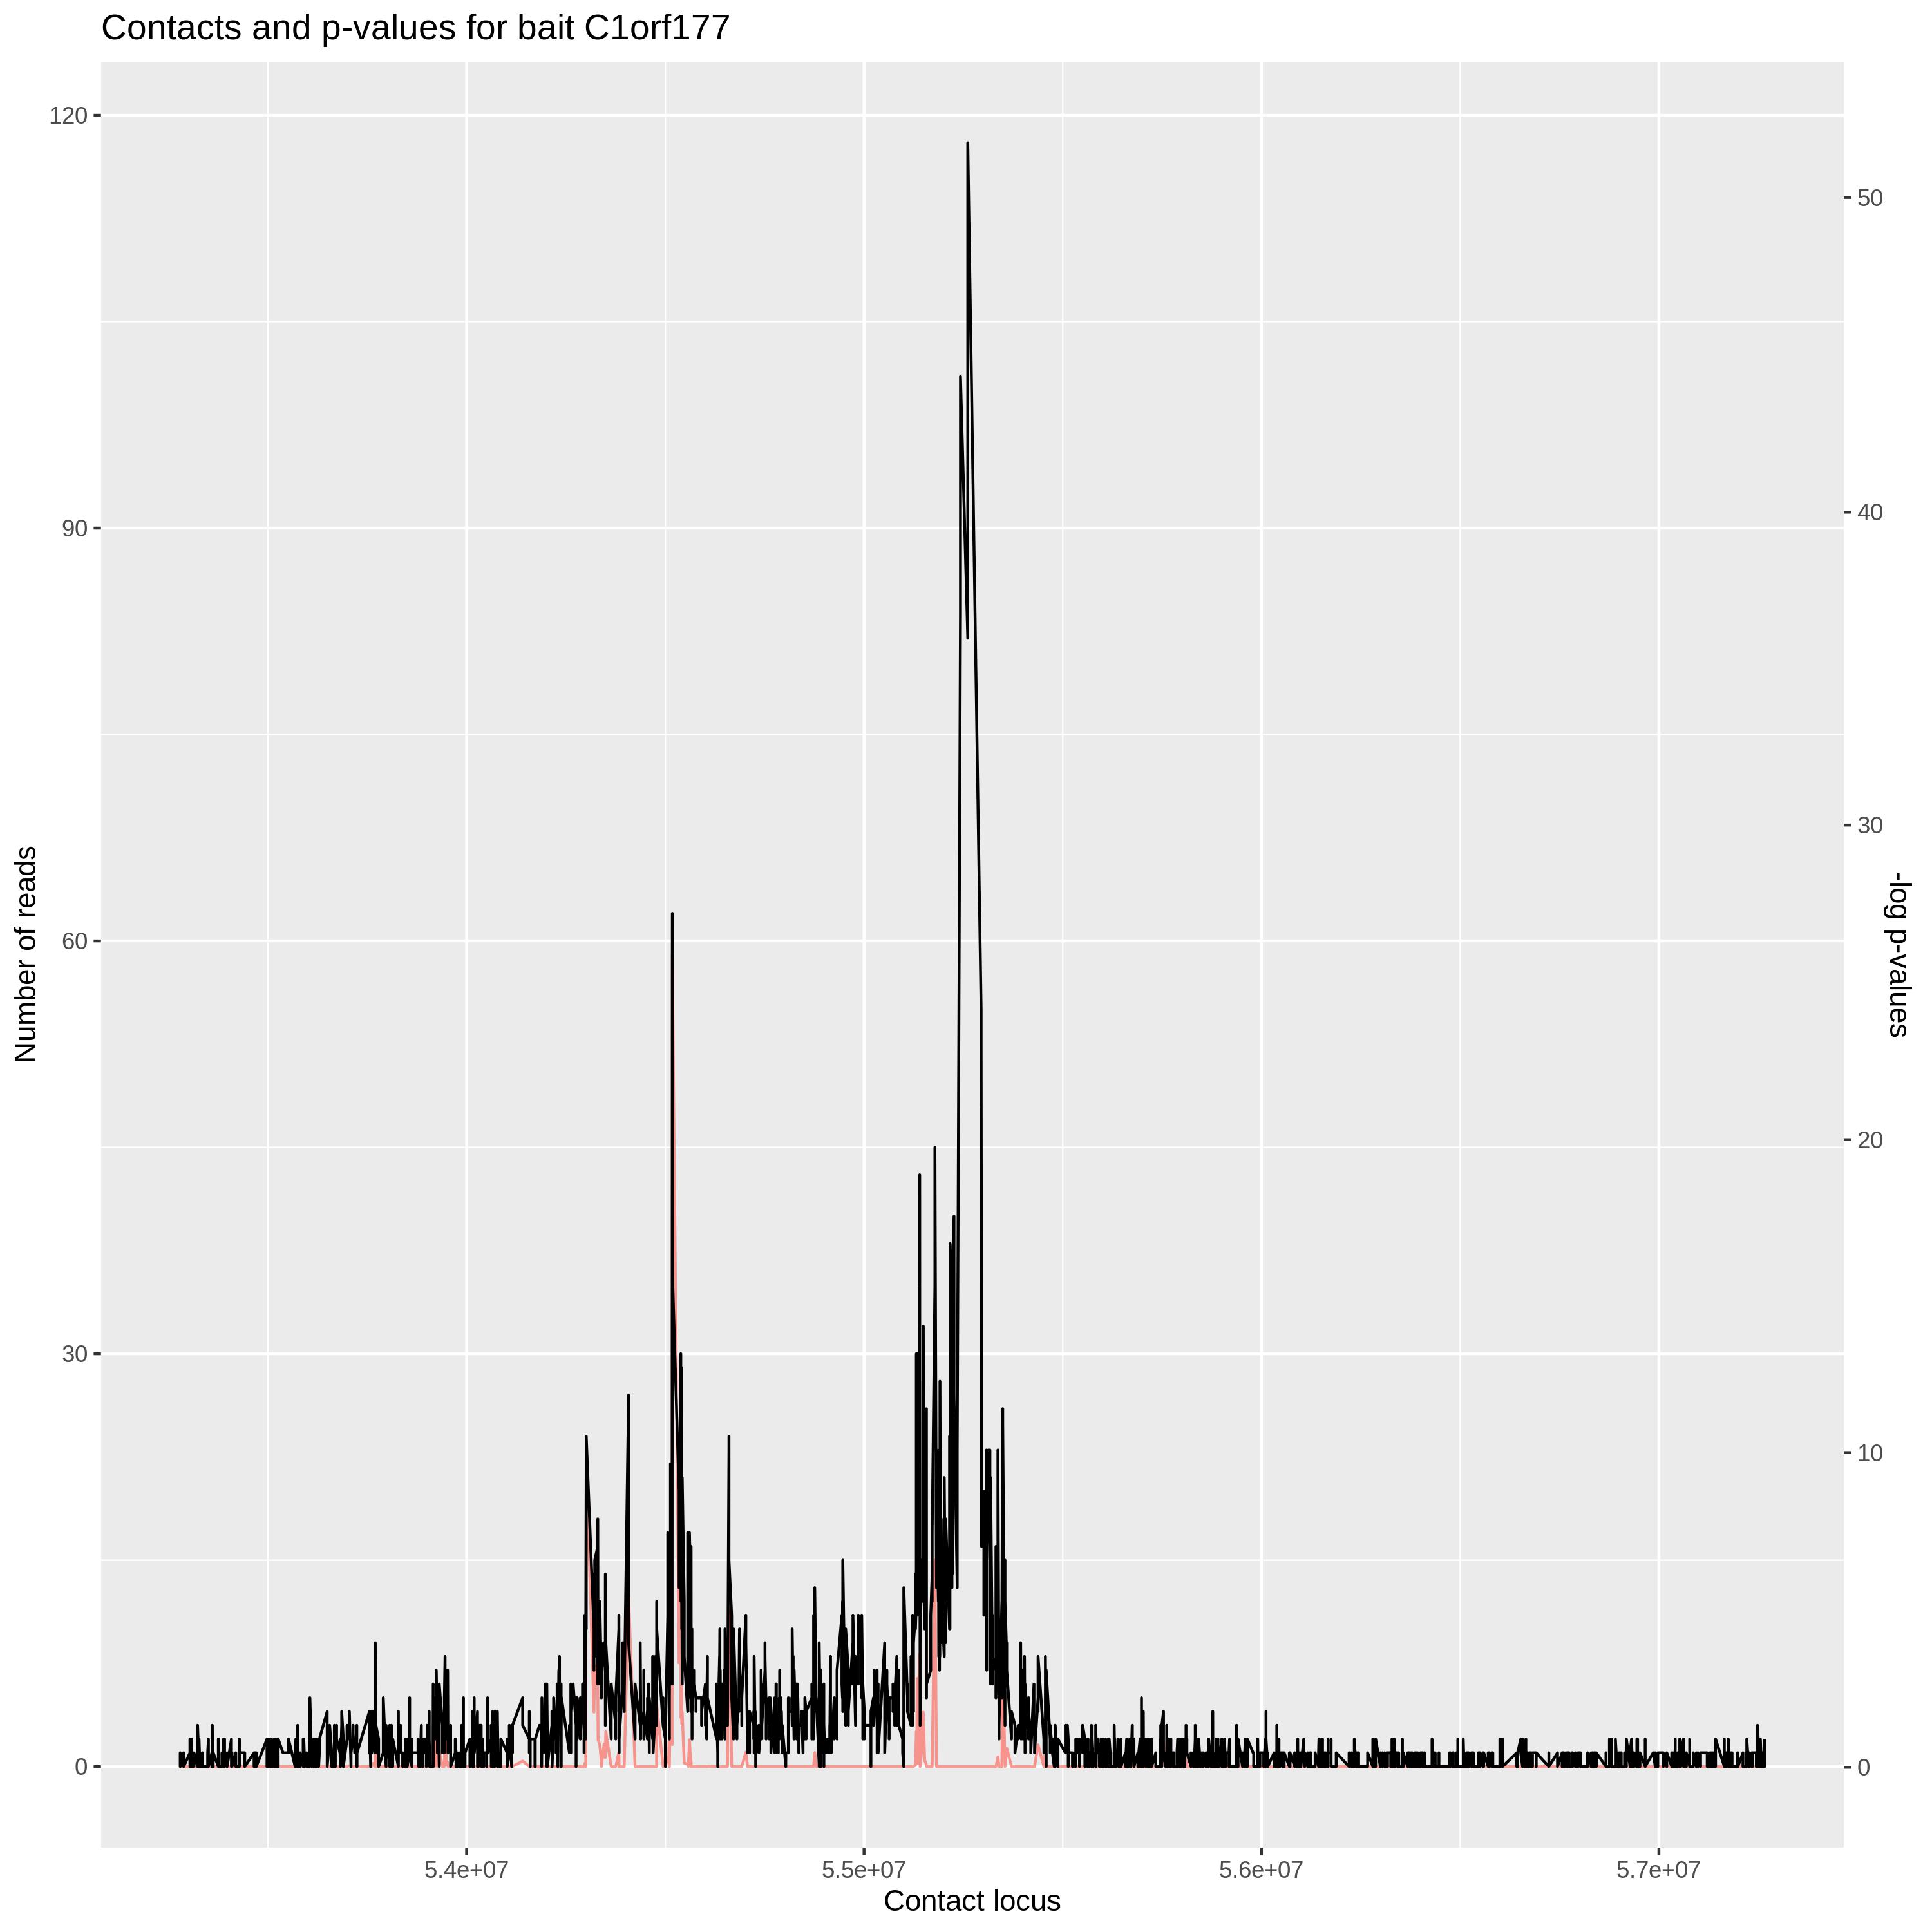 Contacts and p-values for bait C1orf177
120
90
60
30
0
Number of reads
50
40
30
20
10
0
-log p-values
5.4e+07 5.5e+07 5.6e+07 5.7e+07
Contact locus